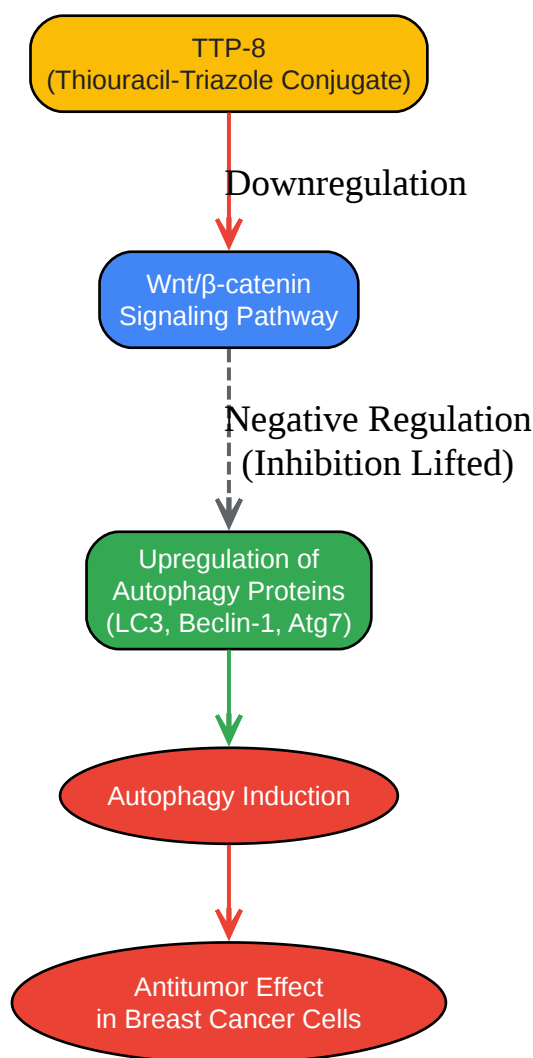 TTP-8
(Thiouracil-Triazole Conjugate)
Downregulation
Wnt/β-catenin
Signaling Pathway
Negative Regulation
(Inhibition Lifted)
Upregulation of
Autophagy Proteins
(LC3, Beclin-1, Atg7)
Autophagy Induction
Antitumor Effect
in Breast Cancer Cells